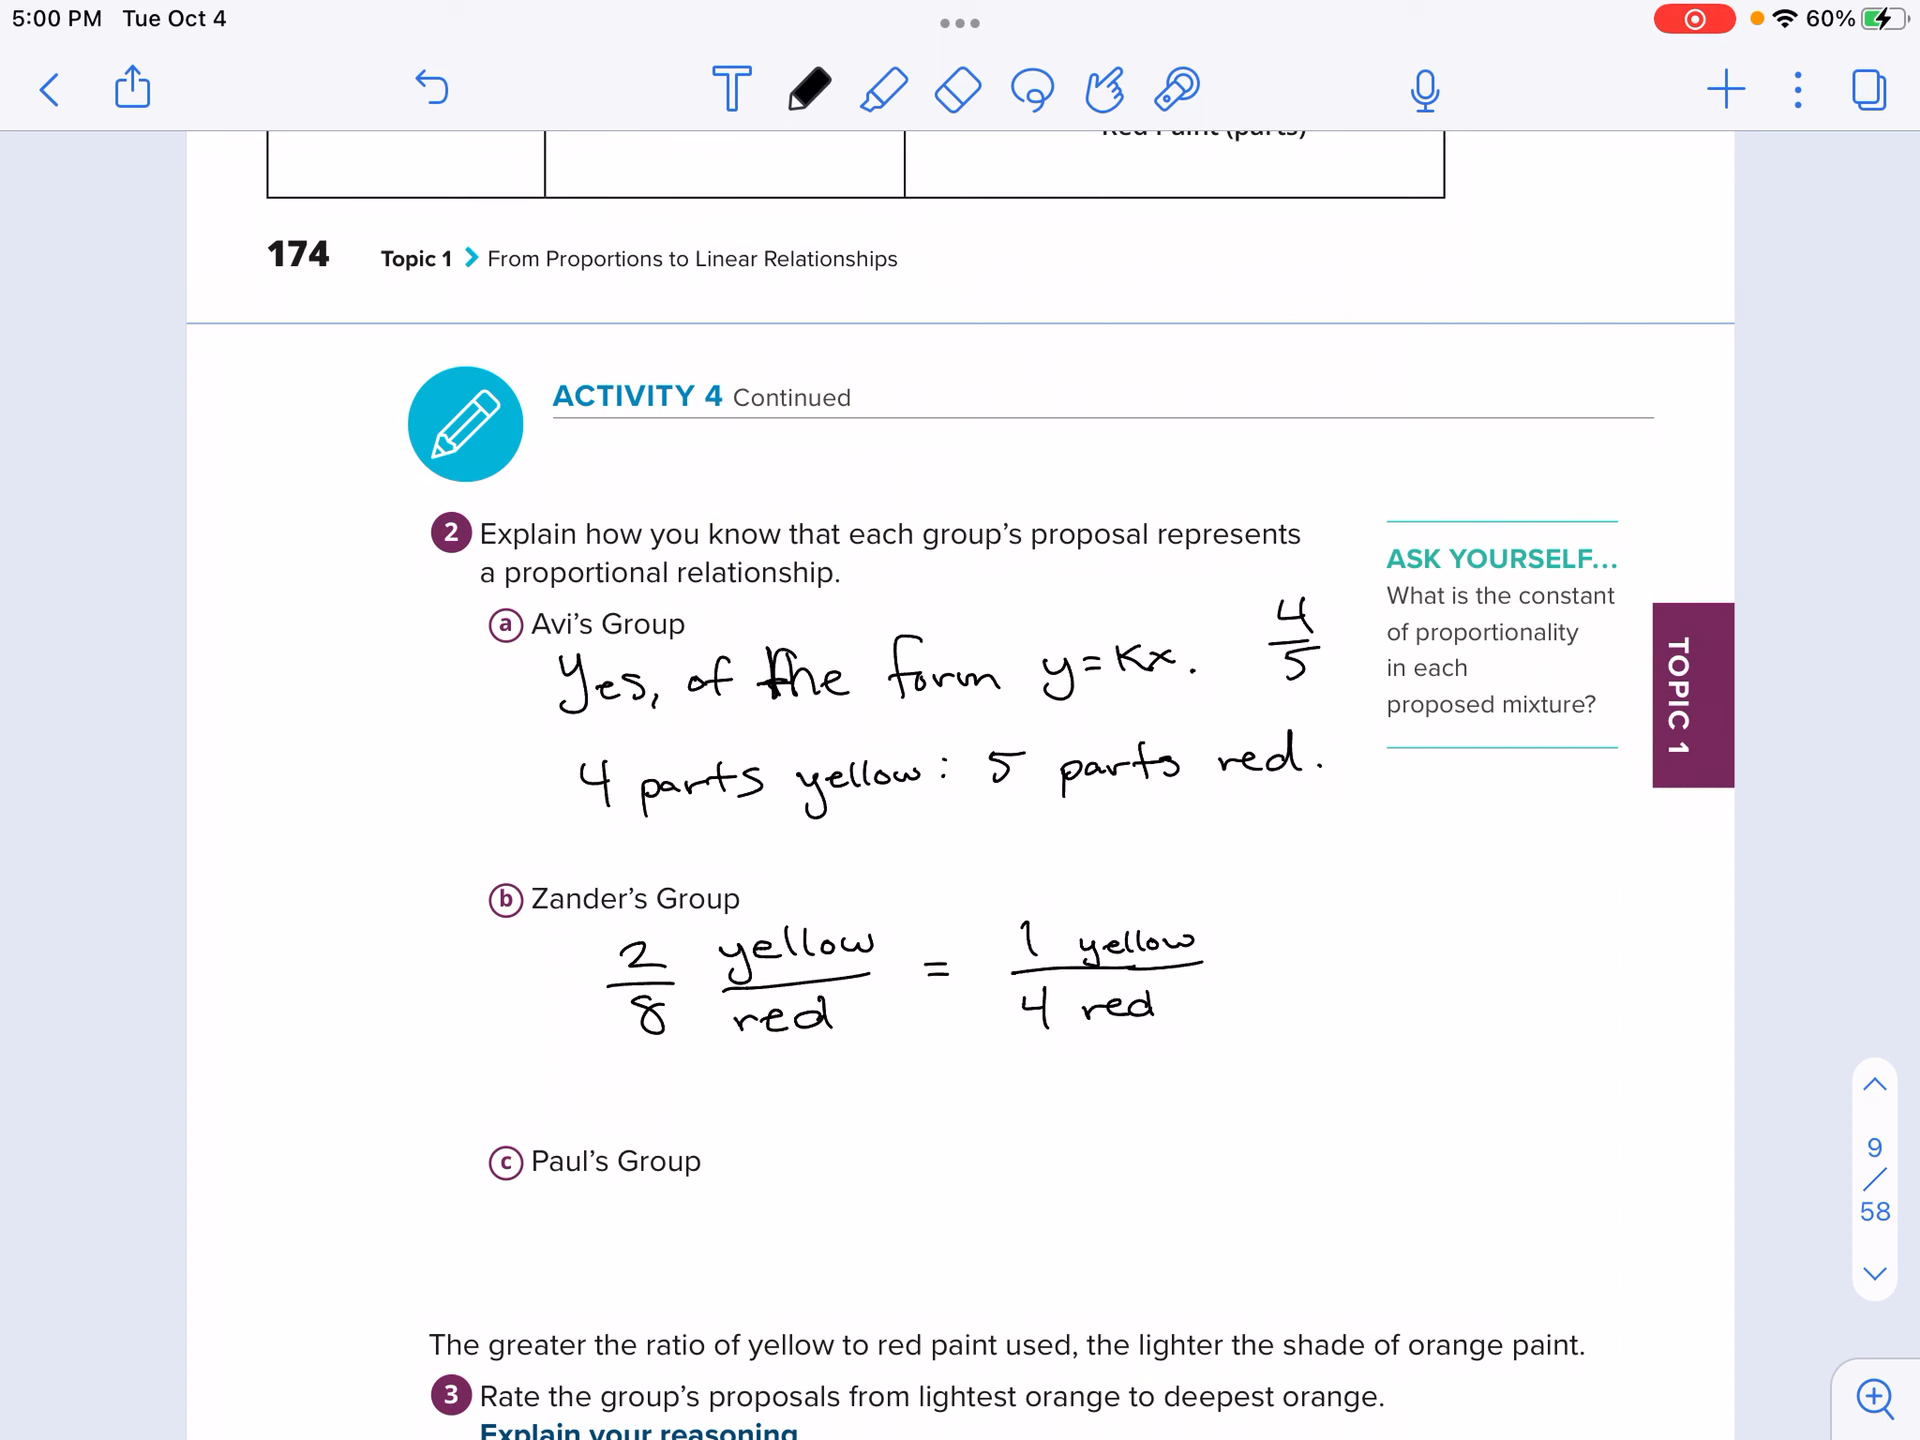 5:00 PM Tue Oct 4
60%
T
Red Paint (parts)
174 Topic 1 > From Proportions to Linear Relationships
ACTIVITY 4 Continued
2 Explain how you know that each group's proposal represents
a proportional relationship.
a Avi's Group
Yes, of the form y=Kx. 4/5
4 parts yellow: 5 parts red.
ASK YOURSELF...
What is the constant
of proportionality
in each
proposed mixture?
TOPIC 1
b Zander's Group
2/8 yellow/red = 1 yellow/4 red
c Paul's Group
9
/
58
The greater the ratio of yellow to red paint used, the lighter the shade of orange paint.
3 Rate the group's proposals from lightest orange to deepest orange.
Explain your reasoning